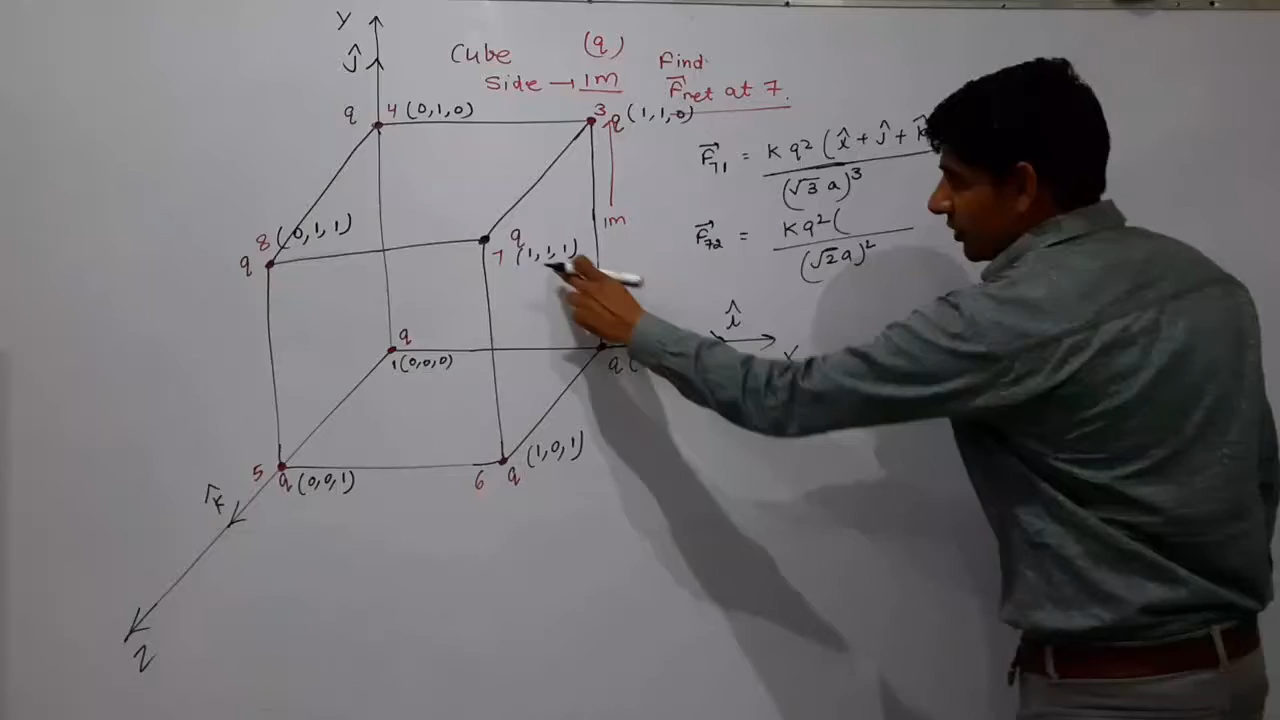 Y
ĵ
Cube (q)
Side → 1m
Find
F⃗net at 7.
q 4 (0,1,0)
3 q (1,1,0)
1m
F⃗71 = Kq² (î + ĵ + k̂
(√3 a)³
F⃗72 = Kq² (
(√2 a)²
8 (0,1,1)
q
q
7 (1,1,1)
î
X
q
1 (0,0,0)
q (
5 q (0,0,1)
6 q (1,0,1)
k̂
Z